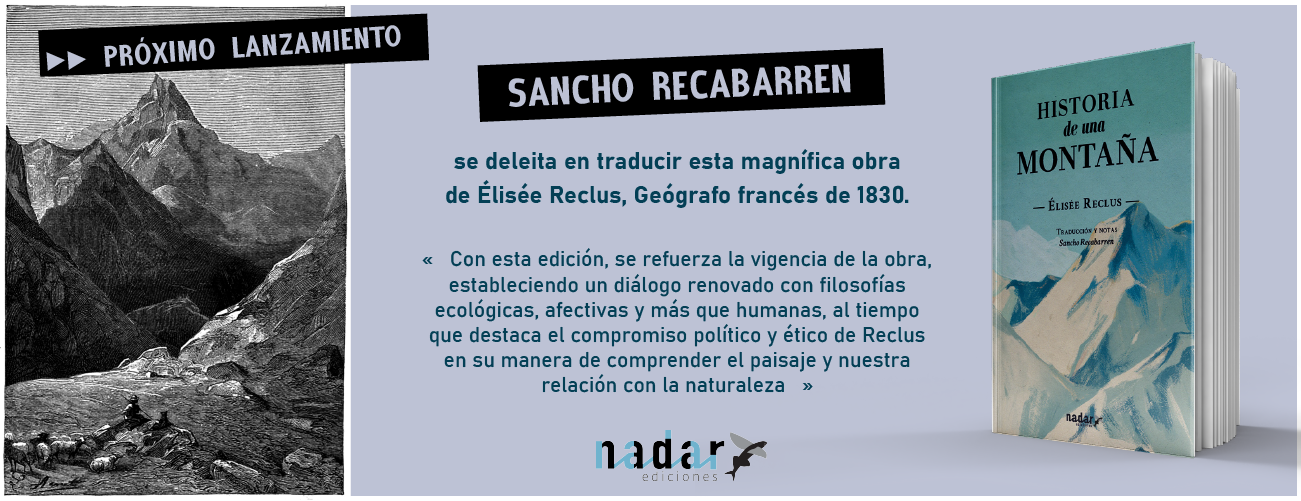 ▶▶ PRÓXIMO LANZAMIENTO
SANCHO RECABARREN
se deleita en traducir esta magnífica obra
de Élisée Reclus, Geógrafo francés de 1830.
« Con esta edición, se refuerza la vigencia de la obra,
estableciendo un diálogo renovado con filosofías
ecológicas, afectivas y más que humanas, al tiempo
que destaca el compromiso político y ético de Reclus
en su manera de comprender el paisaje y nuestra
relación con la naturaleza »
nadar
ediciones
HISTORIA
de una
MONTAÑA
— ÉLISÉE RECLUS —
TRADUCCIÓN Y NOTAS
Sancho Recabarren
nadar